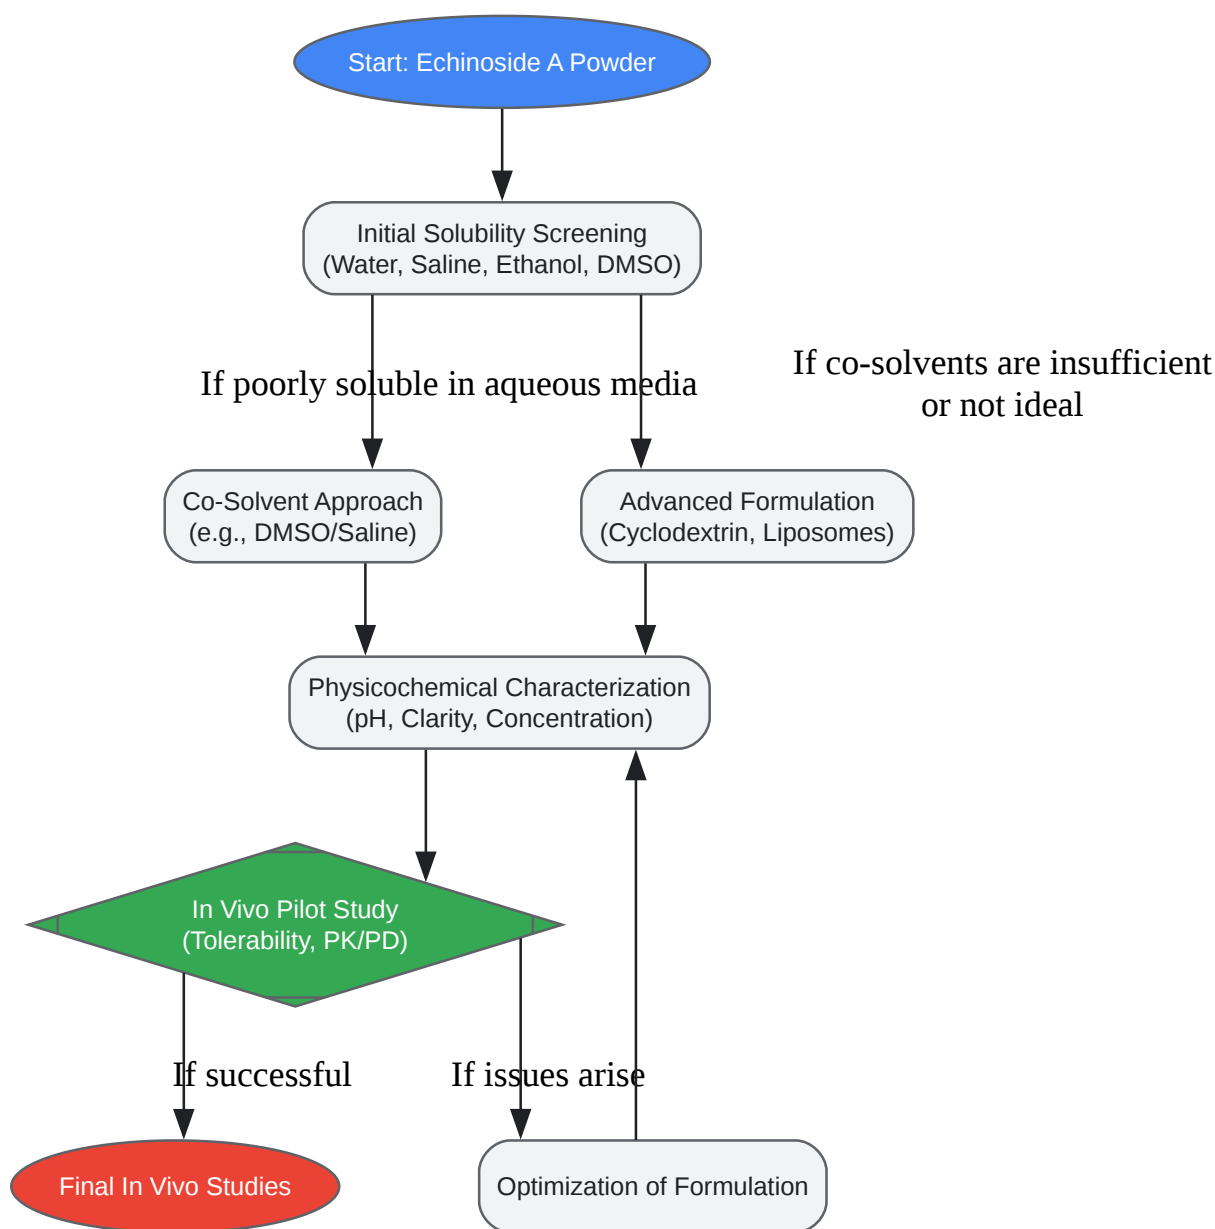 Start: Echinoside A Powder
Initial Solubility Screening
(Water, Saline, Ethanol, DMSO)
If poorly soluble in aqueous media
If co-solvents are insufficient
or not ideal
Co-Solvent Approach
(e.g., DMSO/Saline)
Advanced Formulation
(Cyclodextrin, Liposomes)
Physicochemical Characterization
(pH, Clarity, Concentration)
In Vivo Pilot Study
(Tolerability, PK/PD)
If successful
If issues arise
Final In Vivo Studies
Optimization of Formulation